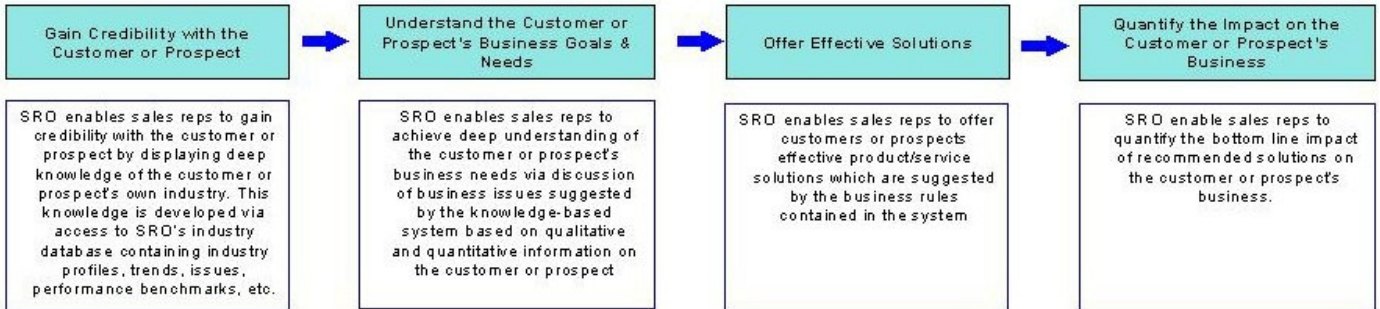 Gain Credibility with the
Customer or Prospect
Understand the Customer or
Prospect's Business Goals &
Needs
Offer Effective Solutions
Quantify the Impact on the
Customer or Prospect's
Business
SRO enables sales reps to gain
credibility with the customer or
prospect by displaying deep
knowledge of the customer or
prospect's own industry. This
knowledge is developed via
access to SRO's industry
database containing industry
profiles, trends, issues,
performance benchmarks, etc.
SRO enables sales reps to
achieve deep understanding of
the customer or prospect's
business needs via discussion
of business issues suggested
by the knowledge-based
system based on qualitative
and quantitative information on
the customer or prospect
SRO enables sales reps to offer
customers or prospects
effective product/service
solutions which are suggested
by the business rules
contained in the system
SRO enable sales reps to
quantify the bottom line impact
of recommended solutions on
the customer or prospect's
business.